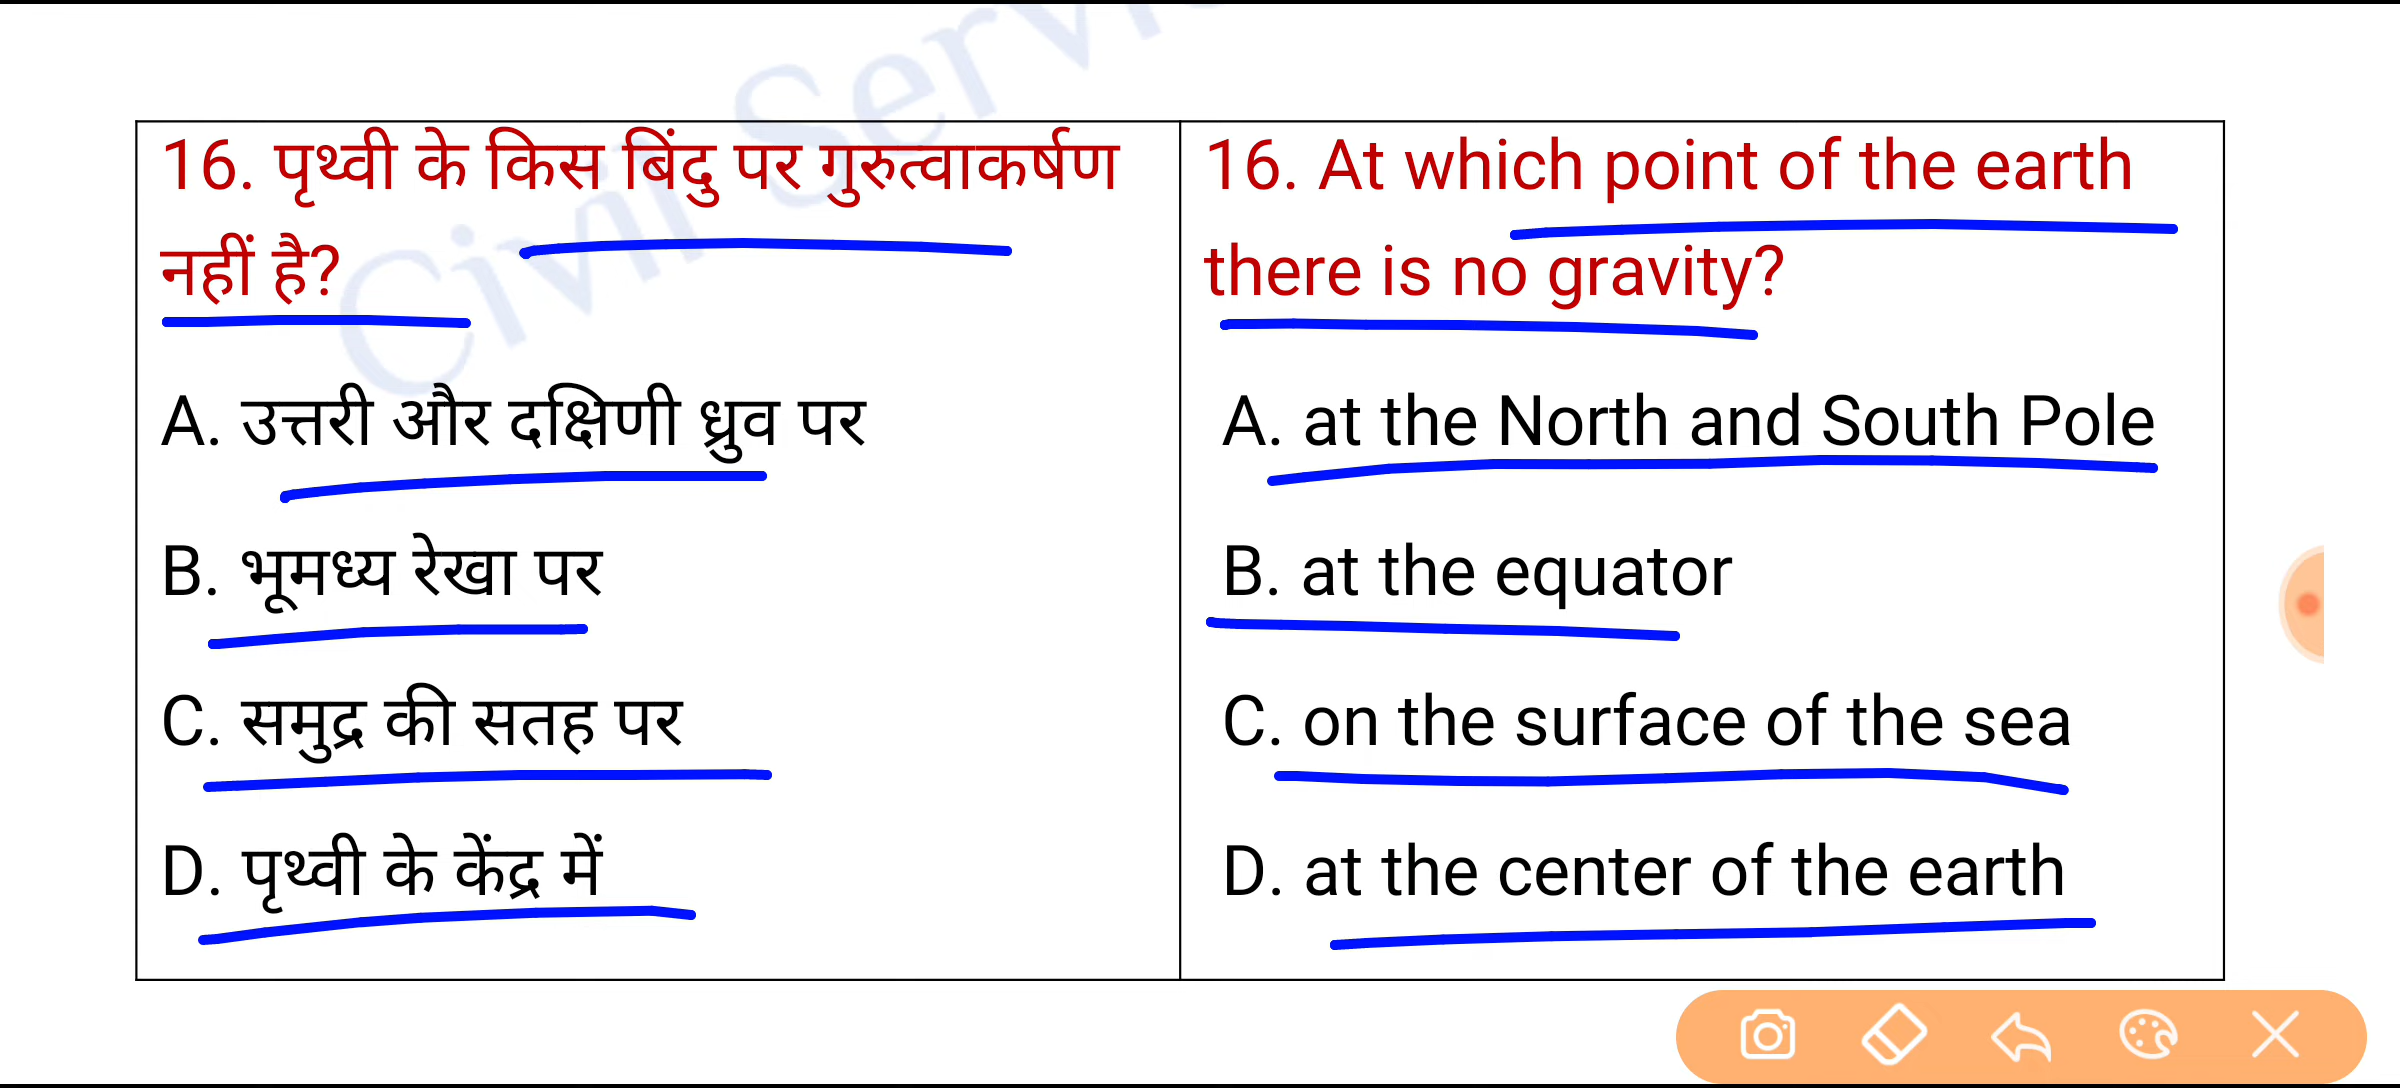 Civil Servi
16. पृथ्वी के किस बिंदु पर गुरुत्वाकर्षण
नहीं है?
A. उत्तरी और दक्षिणी ध्रुव पर
B. भूमध्य रेखा पर
C. समुद्र की सतह पर
D. पृथ्वी के केंद्र में
16. At which point of the earth
there is no gravity?
A. at the North and South Pole
B. at the equator
C. on the surface of the sea
D. at the center of the earth